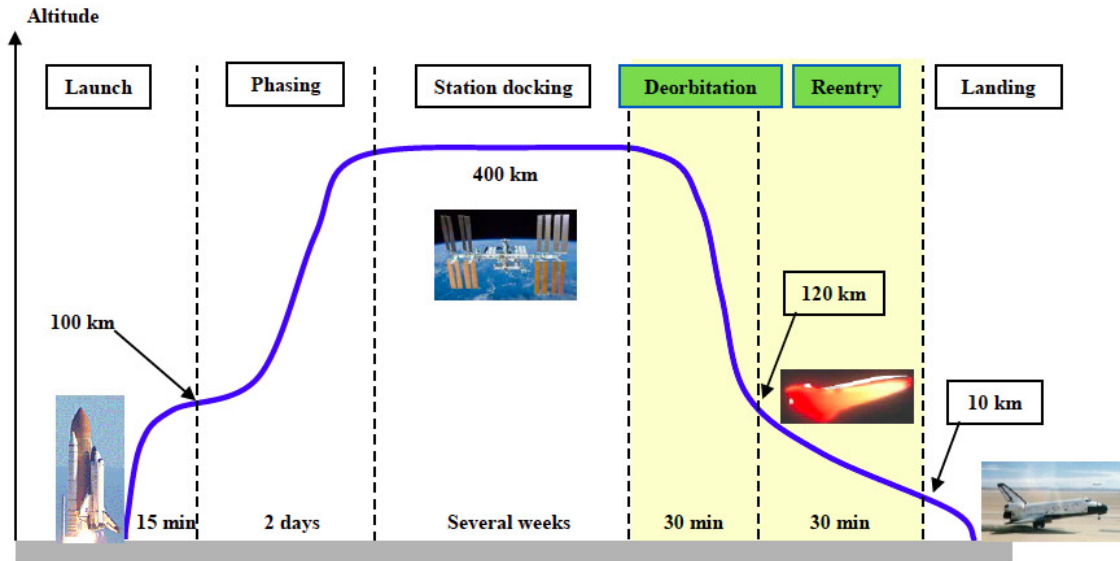 Altitude
Launch
Phasing
Station docking
Deorbitation
Reentry
Landing
400 km
120 km
100 km
10 km
15 min
2 days
Several weeks
30 min
30 min